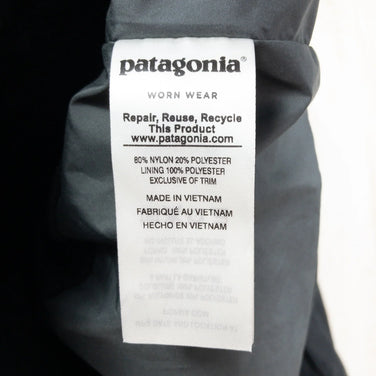 patagonia®
WORN WEAR
Repair, Reuse, Recycle
This Product
www.patagonia.com
80% NYLON 20% POLYESTER
LINING 100% POLYESTER
EXCLUSIVE OF TRIM
MADE IN VIETNAM
FABRIQUÉ AU VIETNAM
HECHO EN VIETNAM